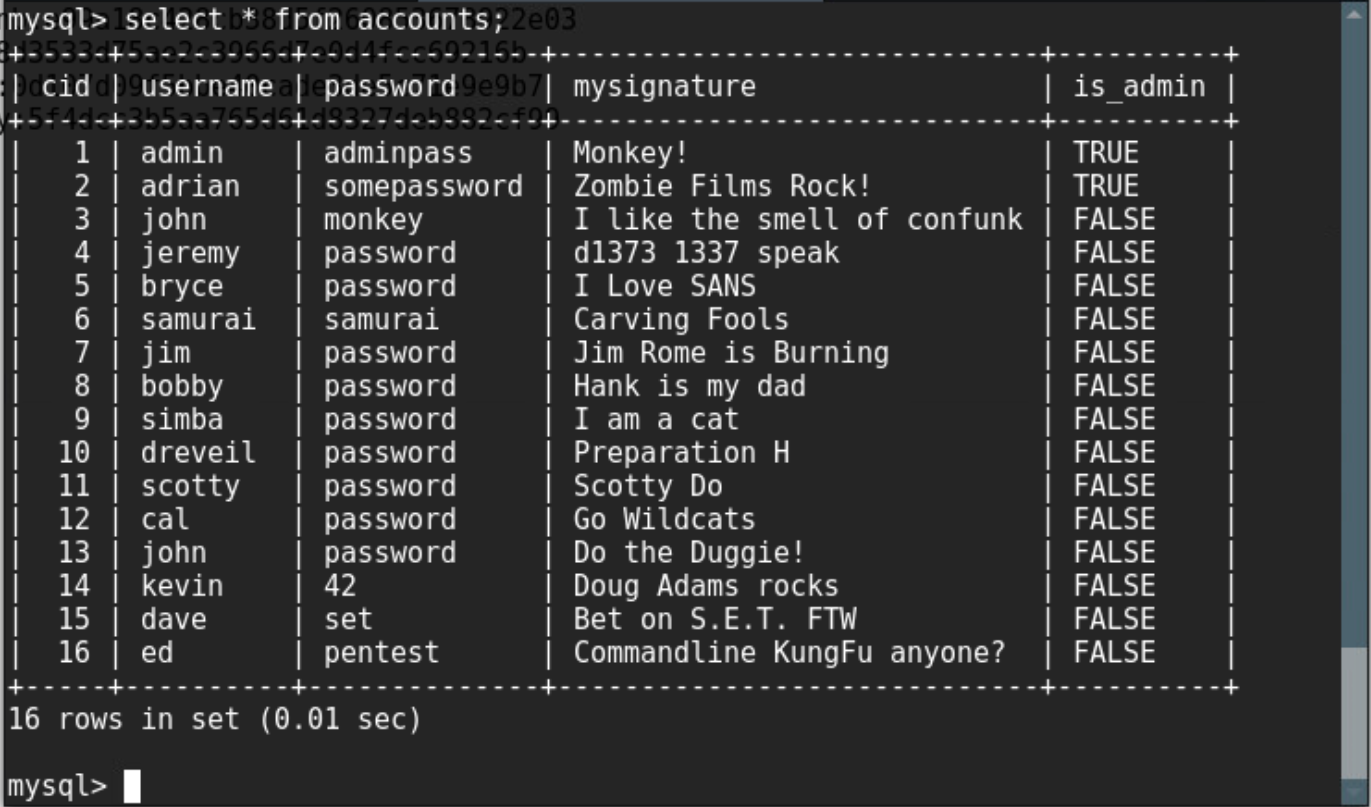 mysql> select * from accounts;
+-----+----------+--------------+-----------------------------+----------+
| cid | username | password     | mysignature                 | is_admin |
+-----+----------+--------------+-----------------------------+----------+
|   1 | admin    | adminpass    | Monkey!                     | TRUE     |
|   2 | adrian   | somepassword | Zombie Films Rock!          | TRUE     |
|   3 | john     | monkey       | I like the smell of confunk | FALSE    |
|   4 | jeremy   | password     | d1373 1337 speak            | FALSE    |
|   5 | bryce    | password     | I Love SANS                 | FALSE    |
|   6 | samurai  | samurai      | Carving Fools               | FALSE    |
|   7 | jim      | password     | Jim Rome is Burning         | FALSE    |
|   8 | bobby    | password     | Hank is my dad              | FALSE    |
|   9 | simba    | password     | I am a cat                  | FALSE    |
|  10 | dreveil  | password     | Preparation H               | FALSE    |
|  11 | scotty   | password     | Scotty Do                   | FALSE    |
|  12 | cal      | password     | Go Wildcats                 | FALSE    |
|  13 | john     | password     | Do the Duggie!              | FALSE    |
|  14 | kevin    | 42           | Doug Adams rocks            | FALSE    |
|  15 | dave     | set          | Bet on S.E.T. FTW           | FALSE    |
|  16 | ed       | pentest      | Commandline KungFu anyone?  | FALSE    |
+-----+----------+--------------+-----------------------------+----------+
16 rows in set (0.01 sec)
mysql>